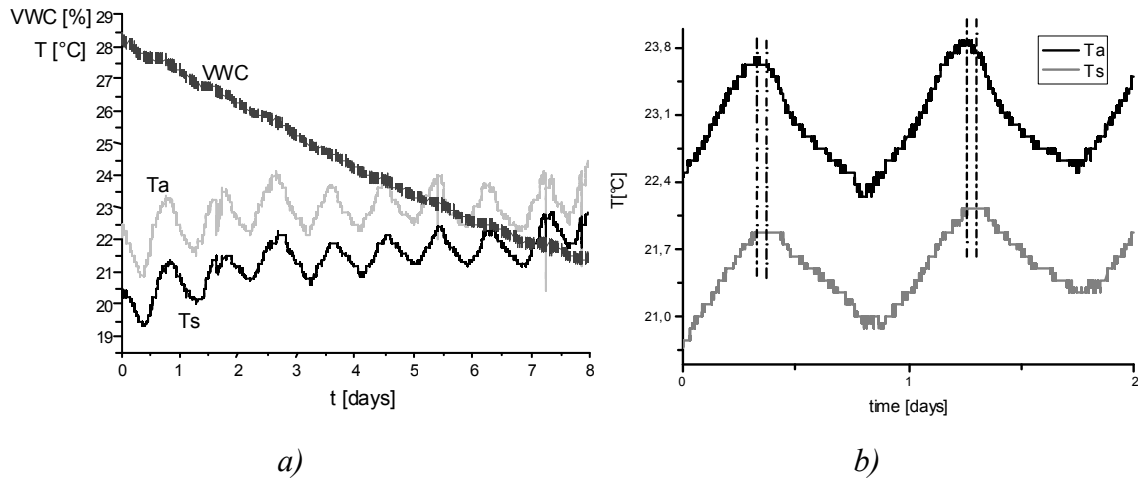 VWC [%]
T [°C]
29
28
27
26
25
24
23
22
21
20
19
VWC
Ta
Ts
0 1 2 3 4 5 6 7 8
t [days]
a)
23,8
23,1
22,4
21,7
21,0
T[°C]
Ta
Ts
0 1 2
time [days]
b)